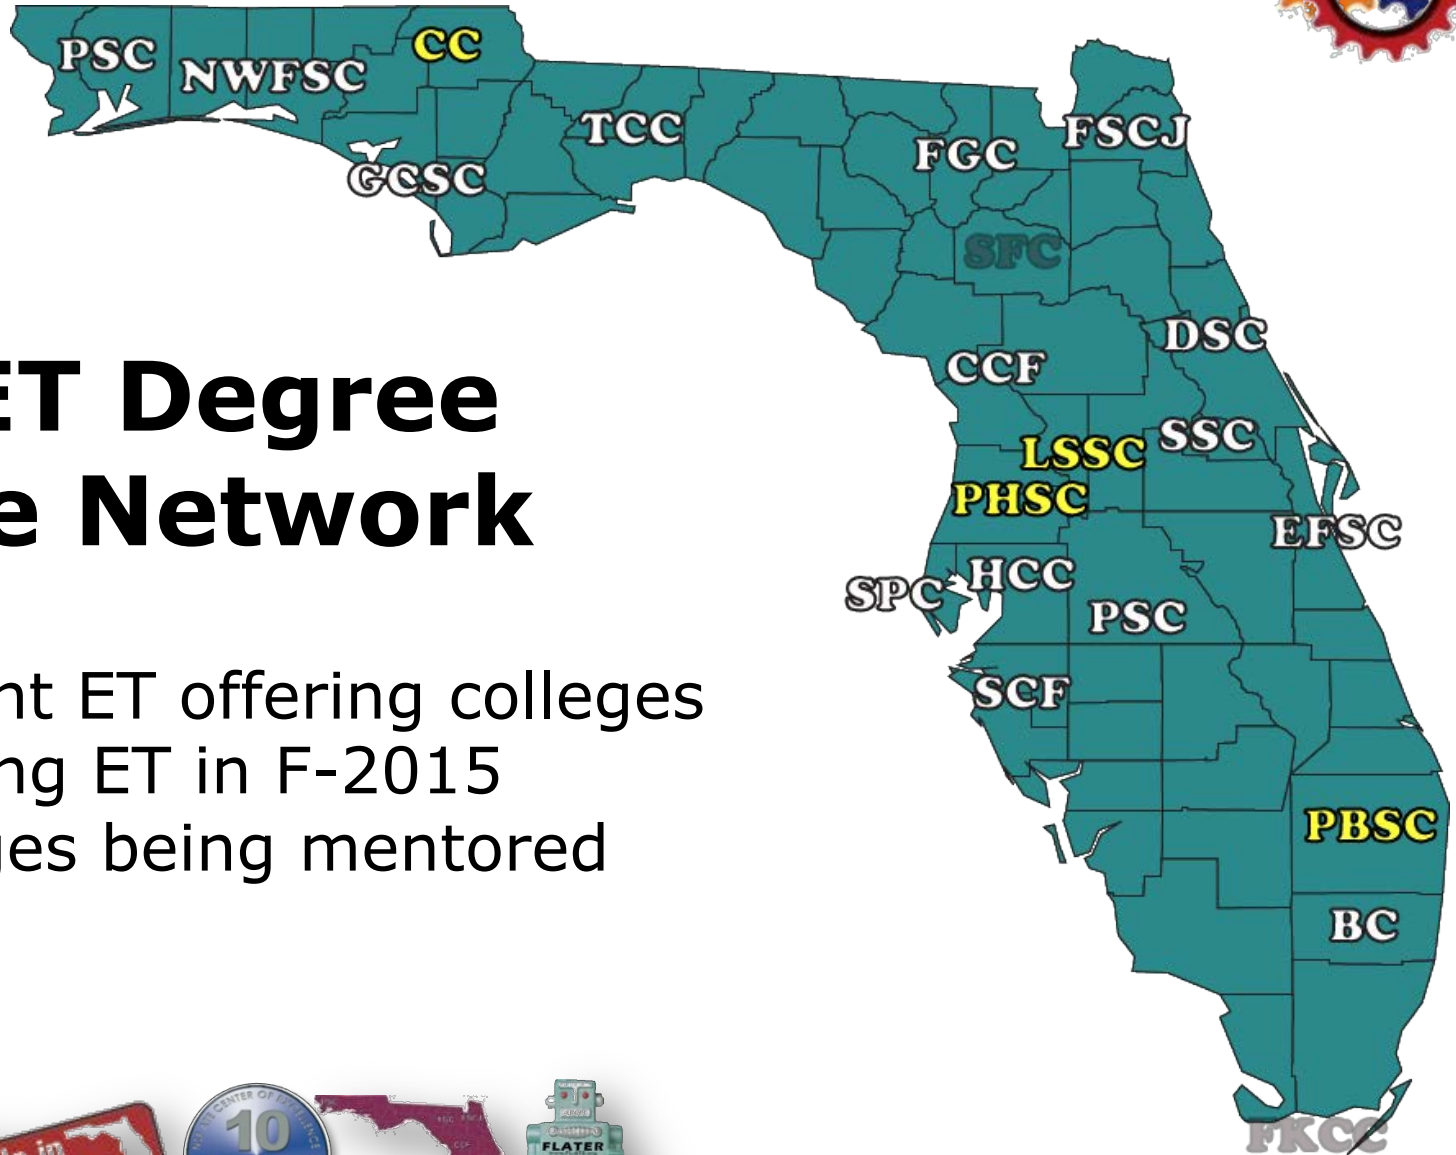 PSC
NWFSC
CC
TCC
GCSC
FGC
FSCJ
SFC
DSC
CCF
LSSC
SSC
PHSC
EFSC
SPC
HCC
PSC
SCF
PBSC
BC
FKCC
ET Degree
e Network
nt ET offering colleges
ng ET in F-2015
ges being mentored
10
FLATER